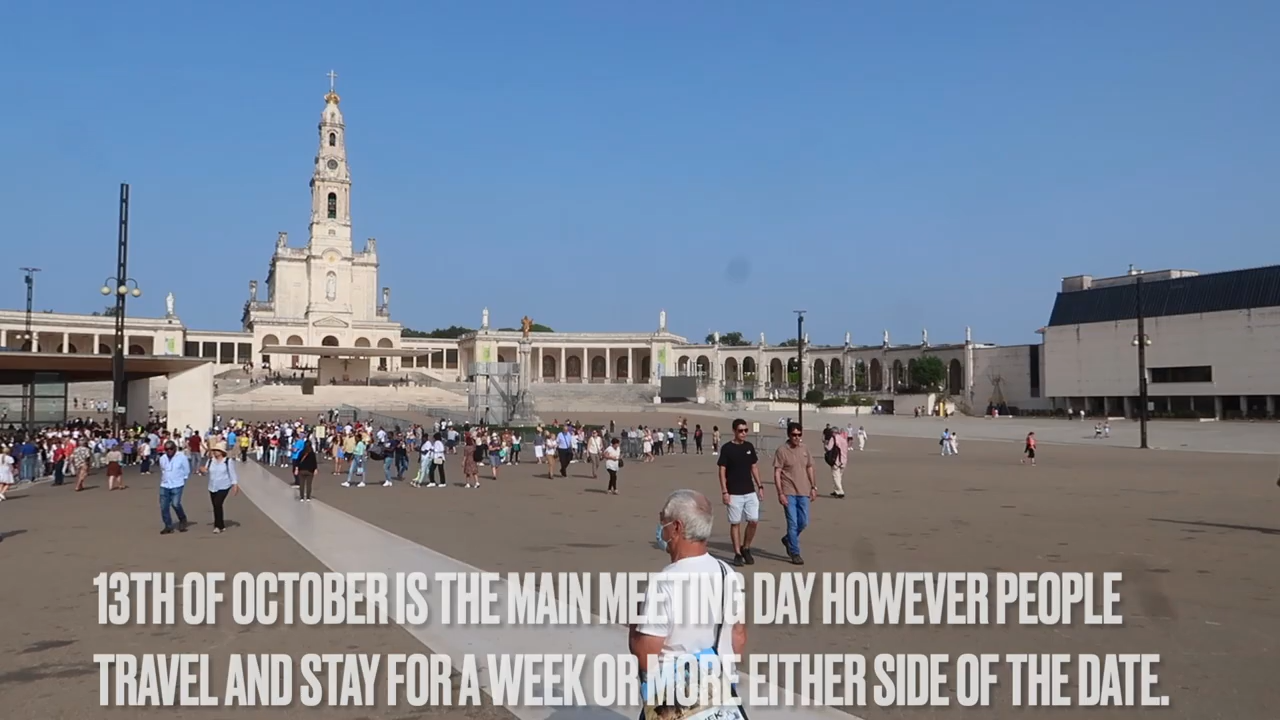 13TH OF OCTOBER IS THE MAIN MEETING DAY HOWEVER PEOPLE
TRAVEL AND STAY FOR A WEEK OR MORE EITHER SIDE OF THE DATE.